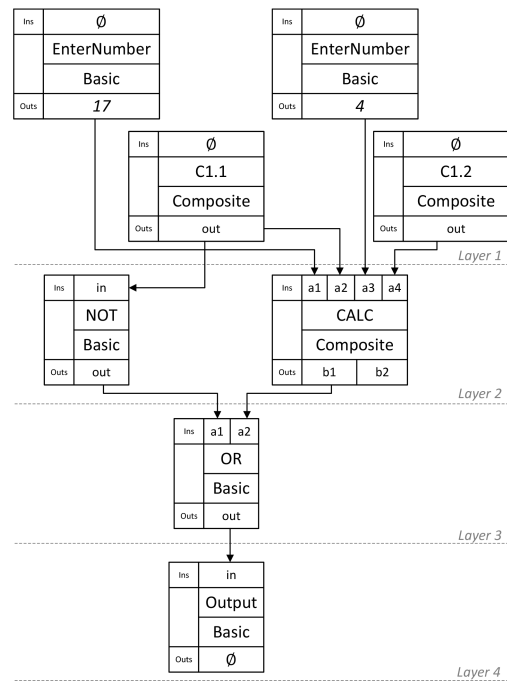 Ins Ø
EnterNumber
Basic
Outs 17
Ins Ø
EnterNumber
Basic
Outs 4
Ins Ø
C1.1
Composite
Outs out
Ins Ø
C1.2
Composite
Outs out
Layer 1
Ins in
NOT
Basic
Outs out
Ins a1 a2 a3 a4
CALC
Composite
Outs b1 b2
Layer 2
Ins a1 a2
OR
Basic
Outs out
Layer 3
Ins in
Output
Basic
Outs Ø
Layer 4